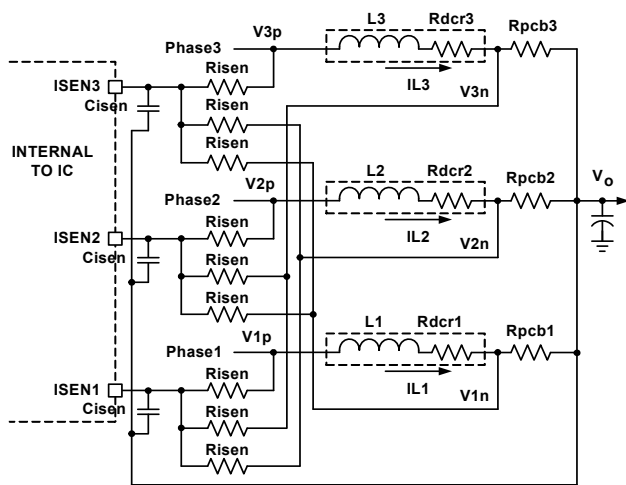 Phase3
V3p
L3
Rdcr3
Rpcb3
ISEN3
Cisen
Risen
Risen
Risen
IL3
V3n
INTERNAL
TO IC
Phase2
V2p
L2
Rdcr2
Rpcb2
Vo
ISEN2
Cisen
Risen
Risen
Risen
IL2
V2n
Phase1
V1p
L1
Rdcr1
Rpcb1
ISEN1
Cisen
Risen
Risen
Risen
IL1
V1n